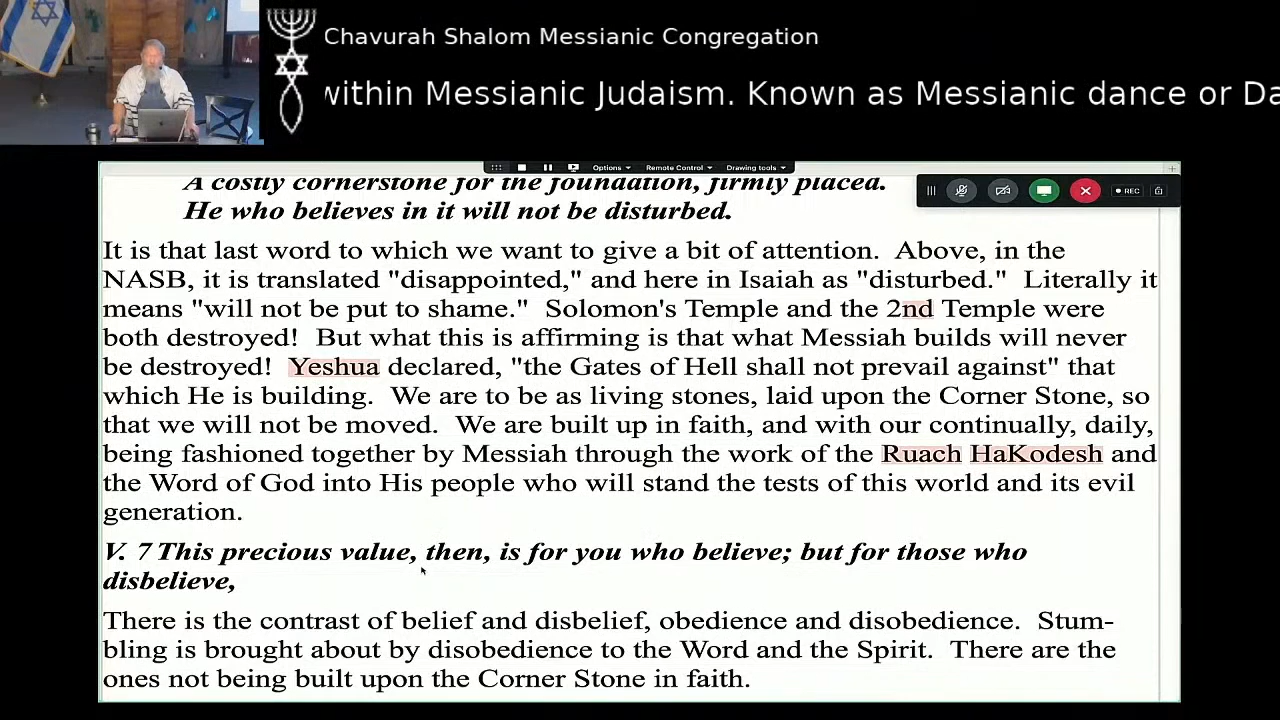 Chavurah Shalom Messianic Congregation
within Messianic Judaism. Known as Messianic dance or Da
Options
Remote Control
Drawing tools
REC
A costly cornerstone for the foundation, firmly placed.
He who believes in it will not be disturbed.
It is that last word to which we want to give a bit of attention.  Above, in the
NASB, it is translated "disappointed," and here in Isaiah as "disturbed."  Literally it
means "will not be put to shame."  Solomon's Temple and the 2nd Temple were
both destroyed!  But what this is affirming is that what Messiah builds will never
be destroyed!  Yeshua declared, "the Gates of Hell shall not prevail against" that
which He is building.  We are to be as living stones, laid upon the Corner Stone, so
that we will not be moved.  We are built up in faith, and with our continually, daily,
being fashioned together by Messiah through the work of the Ruach HaKodesh and
the Word of God into His people who will stand the tests of this world and its evil
generation.
V. 7 This precious value, then, is for you who believe; but for those who
disbelieve,
There is the contrast of belief and disbelief, obedience and disobedience.  Stum-
bling is brought about by disobedience to the Word and the Spirit.  There are the
ones not being built upon the Corner Stone in faith.